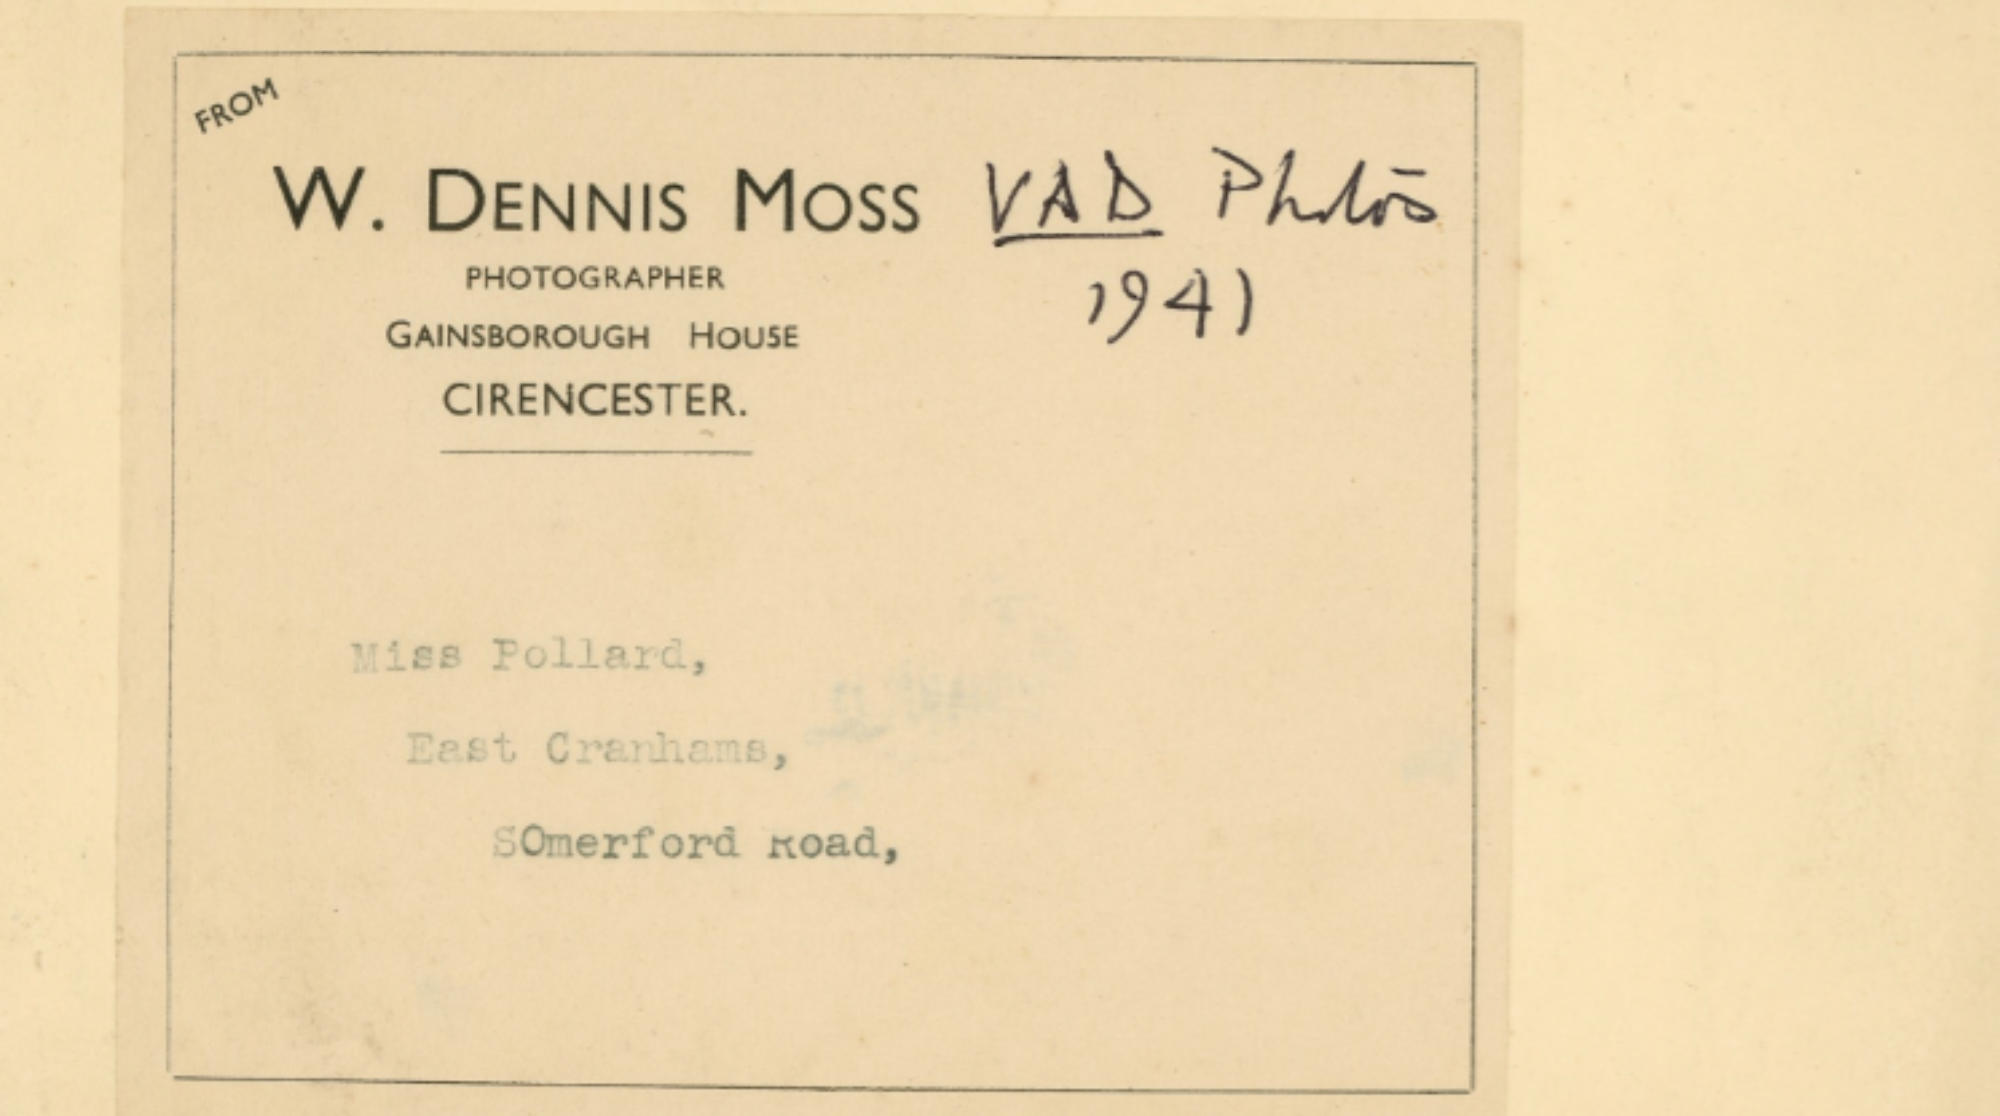 FROM
W. DENNIS MOSS
PHOTOGRAPHER
GAINSBOROUGH HOUSE
CIRENCESTER.
VAD Photos
1941
Miss Pollard,
East Cranhams,
SOmerford Road,